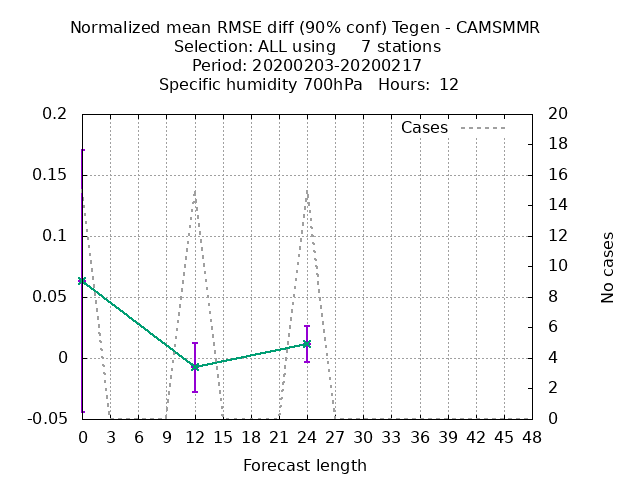 Normalized mean RMSE diff (90% conf) Tegen - CAMSMMR
Selection: ALL using 7 stations
Period: 20200203-20200217
Specific humidity 700hPa Hours: 12
Cases
0.2
0.15
0.1
0.05
0
-0.05
20
18
16
14
12
10
8
6
4
2
0
No cases
0 3 6 9 12 15 18 21 24 27 30 33 36 39 42 45 48
Forecast length